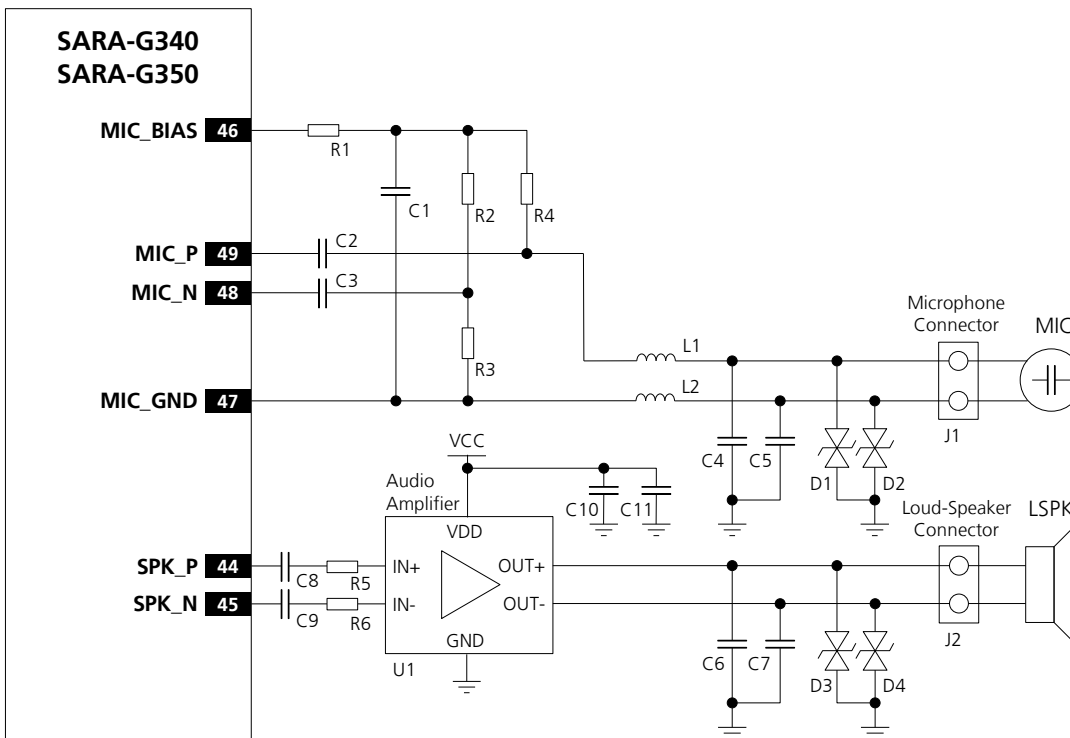 SARA-G340
SARA-G350
MIC_BIAS 46
R1
C1
R2
R4
MIC_P 49
C2
MIC_N 48
C3
R3
MIC_GND 47
L1
L2
Microphone
Connector
MIC
J1
C4
C5
D1
D2
VCC
Audio
Amplifier
C10
C11
VDD
Loud-Speaker
Connector
LSPK
SPK_P 44
C8
R5
IN+
OUT+
SPK_N 45
C9
R6
IN-
OUT-
GND
U1
J2
C6
C7
D3
D4